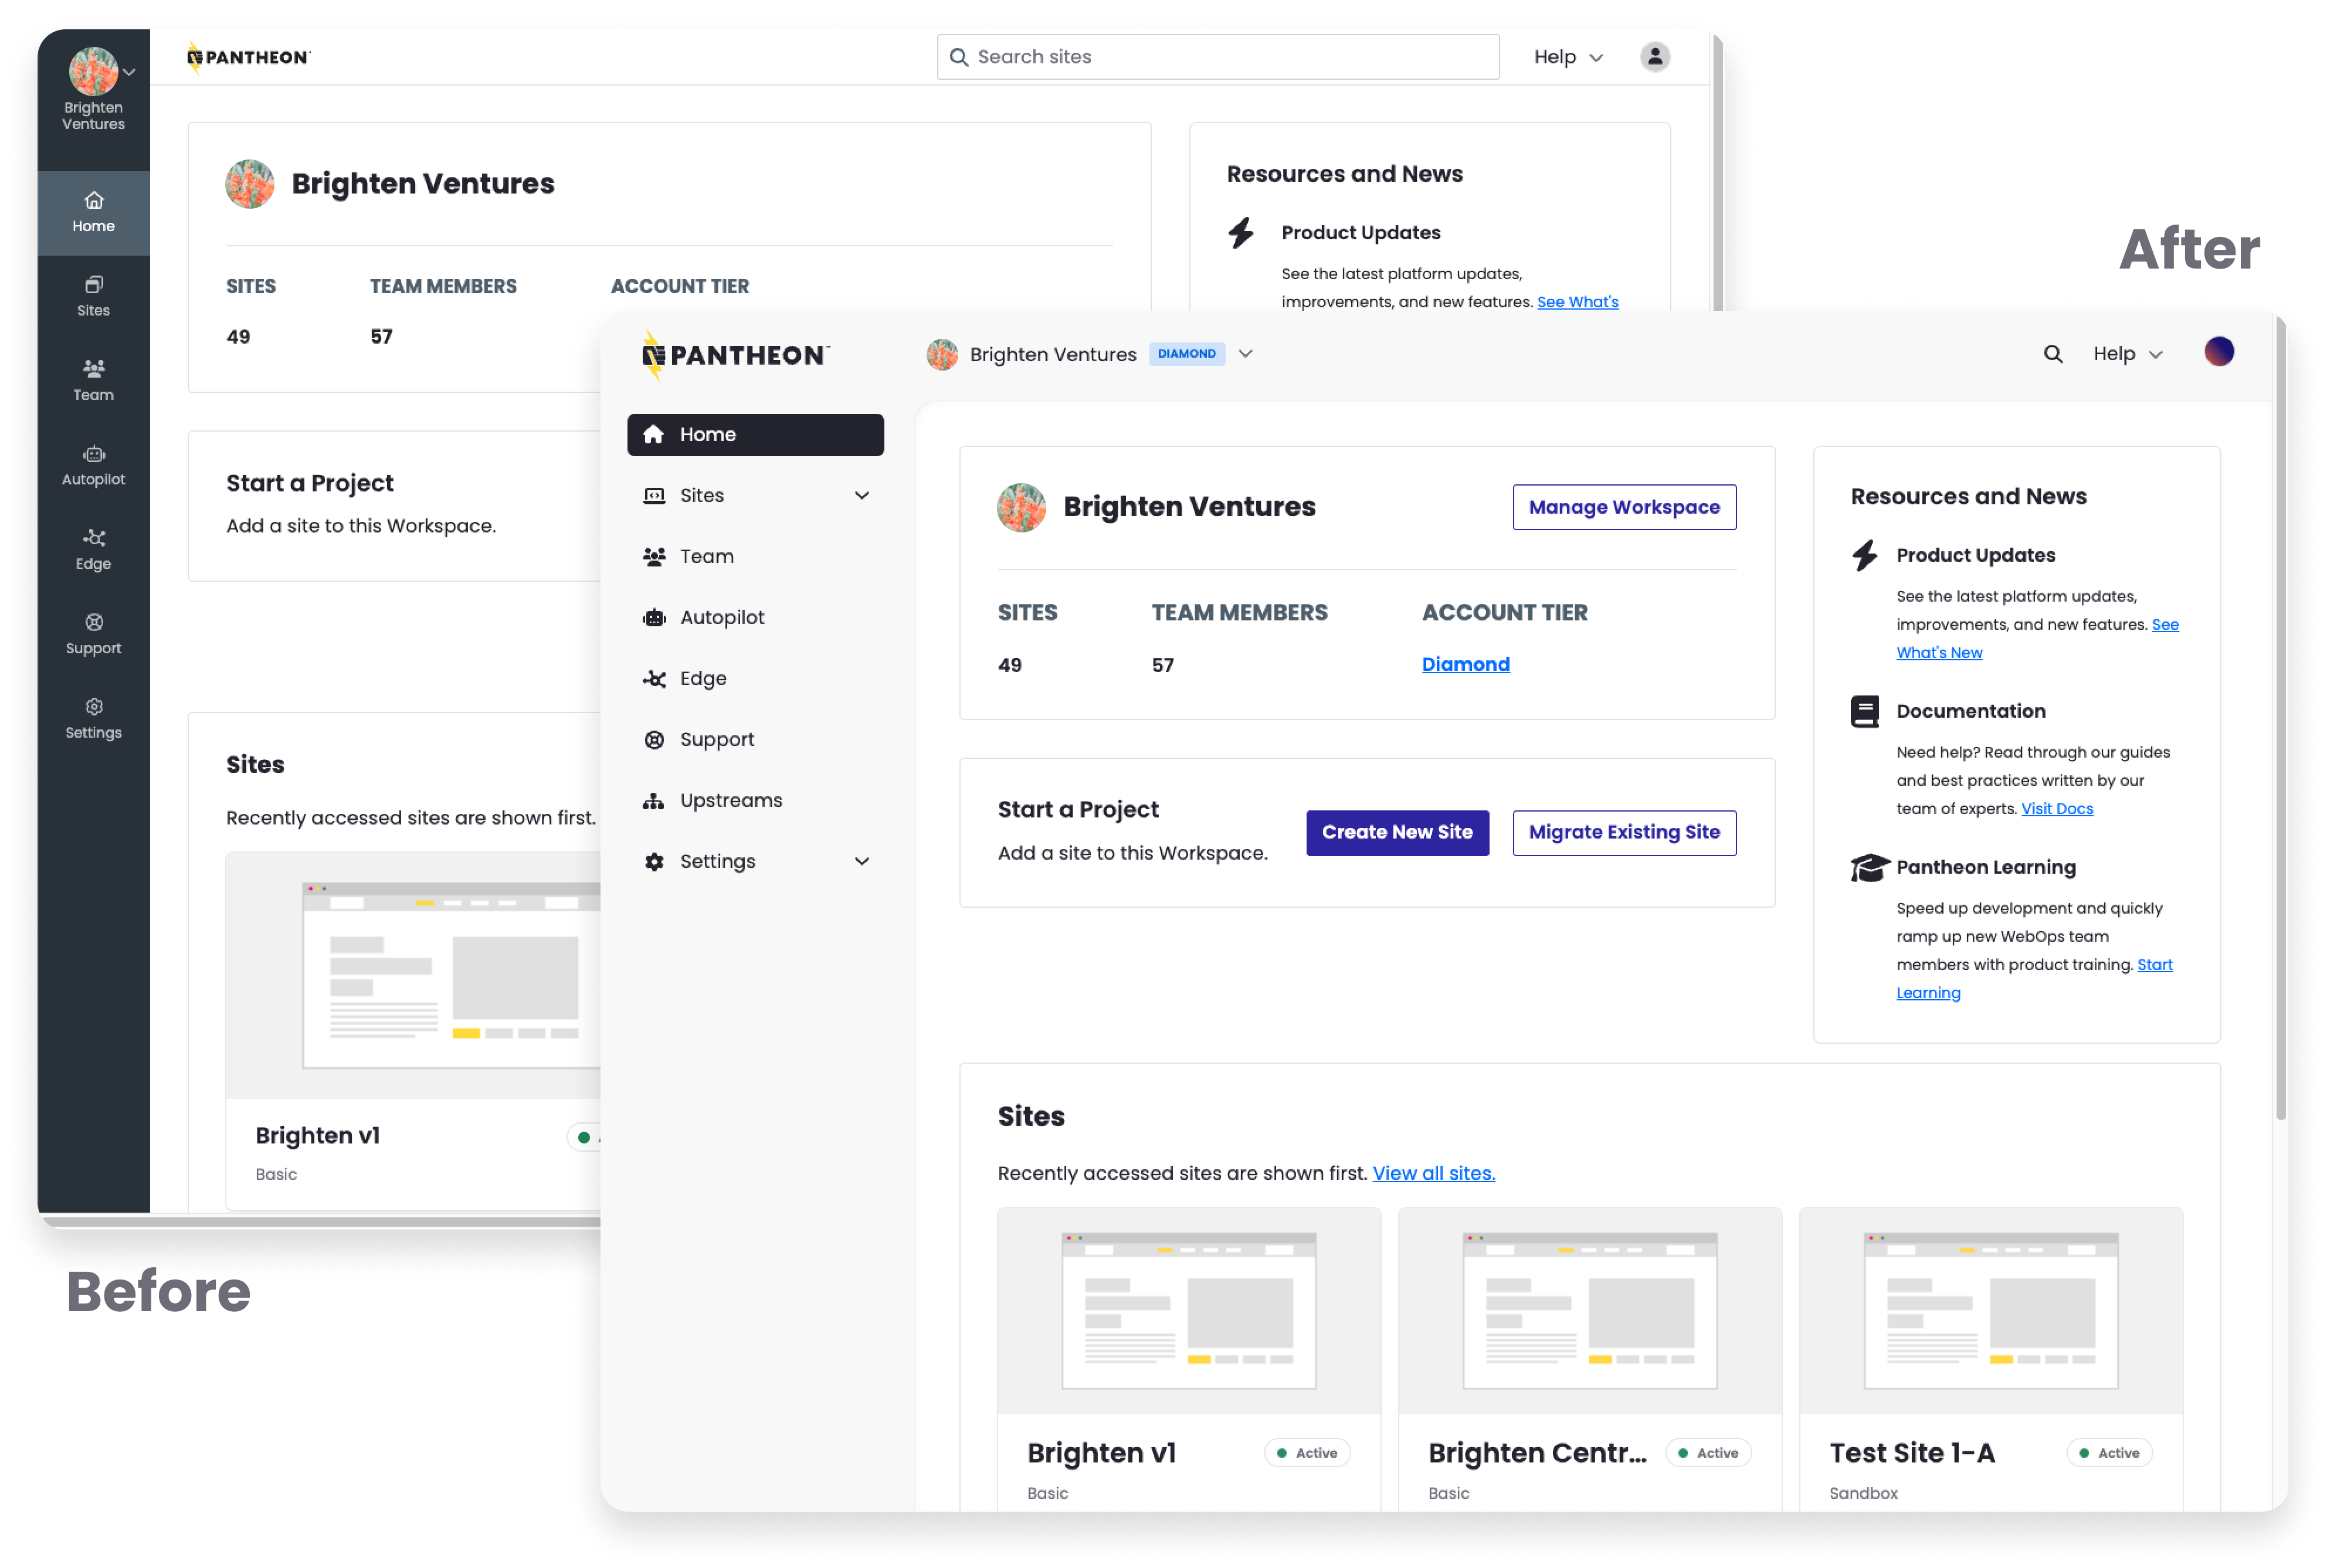 Brighten
Ventures
Home
Sites
Team
Autopilot
Edge
Support
Settings
PANTHEON
Search sites
Help
Brighten Ventures
SITES
TEAM MEMBERS
ACCOUNT TIER
49
57
Resources and News
Product Updates
See the latest platform updates,
improvements, and new features. See What's
Start a Project
Add a site to this Workspace.
Sites
Recently accessed sites are shown first.
Brighten v1
Basic
Before
After
PANTHEON™
Brighten Ventures
DIAMOND
Help
Home
Sites
Team
Autopilot
Edge
Support
Upstreams
Settings
Brighten Ventures
Manage Workspace
SITES
TEAM MEMBERS
ACCOUNT TIER
49
57
Diamond
Start a Project
Add a site to this Workspace.
Create New Site
Migrate Existing Site
Resources and News
Product Updates
See the latest platform updates,
improvements, and new features. See
What's New
Documentation
Need help? Read through our guides
and best practices written by our
team of experts. Visit Docs
Pantheon Learning
Speed up development and quickly
ramp up new WebOps team
members with product training. Start
Learning
Sites
Recently accessed sites are shown first. View all sites.
Brighten v1
Active
Basic
Brighten Centr...
Active
Basic
Test Site 1-A
Active
Sandbox